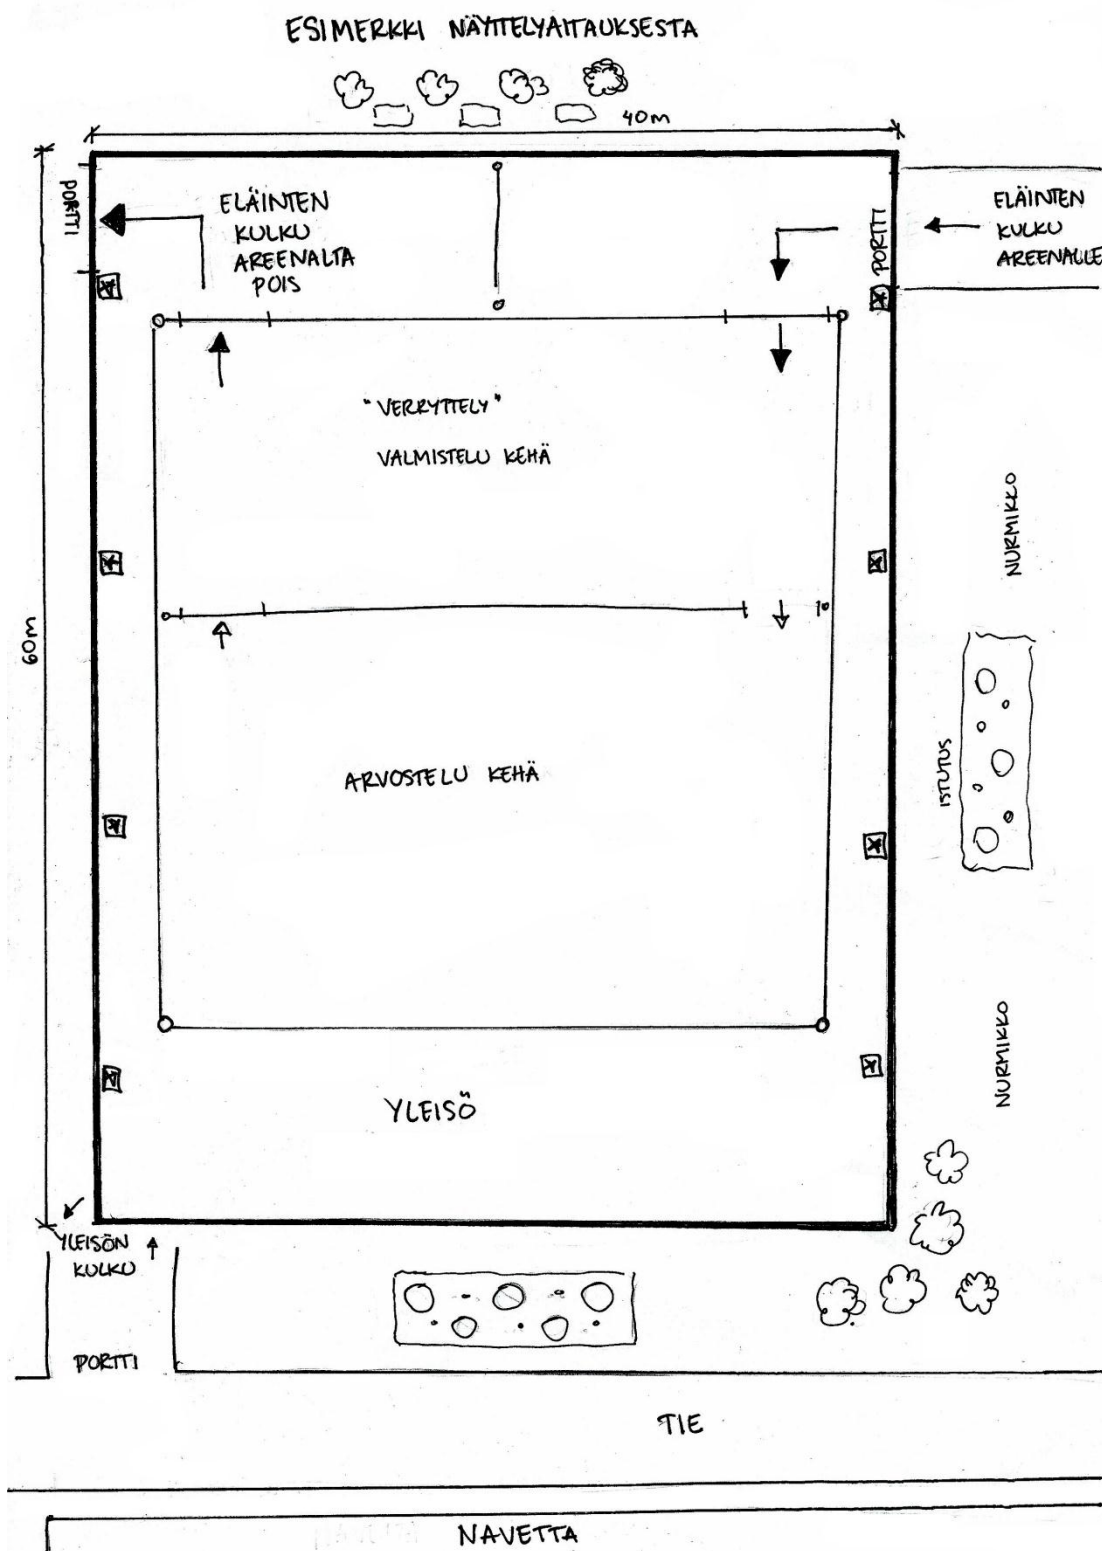 ESIMERKKI NÄYTTELYAITAUKSESTA
40m
PORTTI
ELÄINTEN
KULKU
AREENALTA
POIS
PORTTI
ELÄINTEN
KULKU
AREENALLE
"VERRYTTELY"
VALMISTELU KEHÄ
NURMIKKO
60m
ARVOSTELU KEHÄ
ISTUTUS
NURMIKKO
YLEISÖ
YLEISÖN
KULKU
PORTTI
TIE
NAVETTA